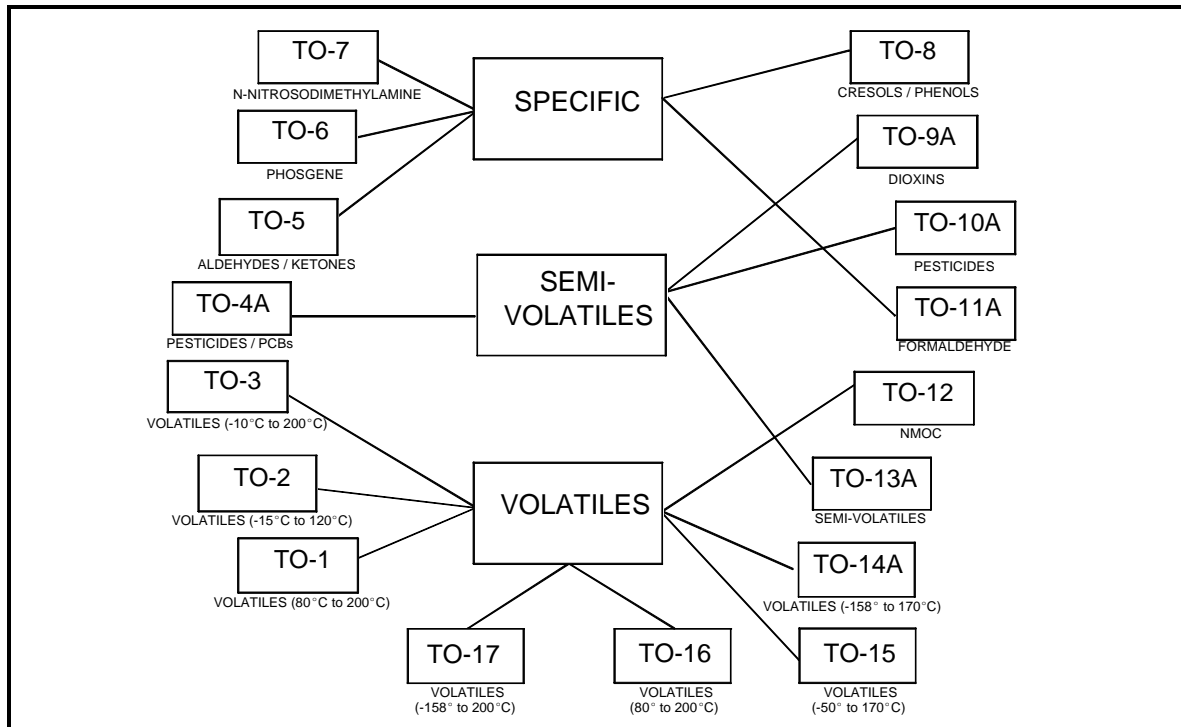 TO-7
N-NITROSODIMETHYLAMINE
TO-6
PHOSGENE
TO-5
ALDEHYDES / KETONES
SPECIFIC
TO-8
CRESOLS / PHENOLS
TO-9A
DIOXINS
TO-10A
PESTICIDES
TO-11A
FORMALDEHYDE
TO-4A
PESTICIDES / PCBs
SEMI-
VOLATILES
TO-3
VOLATILES (-10°C to 200°C)
TO-2
VOLATILES (-15°C to 120°C)
TO-1
VOLATILES (80°C to 200°C)
VOLATILES
TO-12
NMOC
TO-13A
SEMI-VOLATILES
TO-14A
VOLATILES (-158° to 170°C)
TO-17
VOLATILES
(-158° to 200°C)
TO-16
VOLATILES
(80° to 200°C)
TO-15
VOLATILES
(-50° to 170°C)